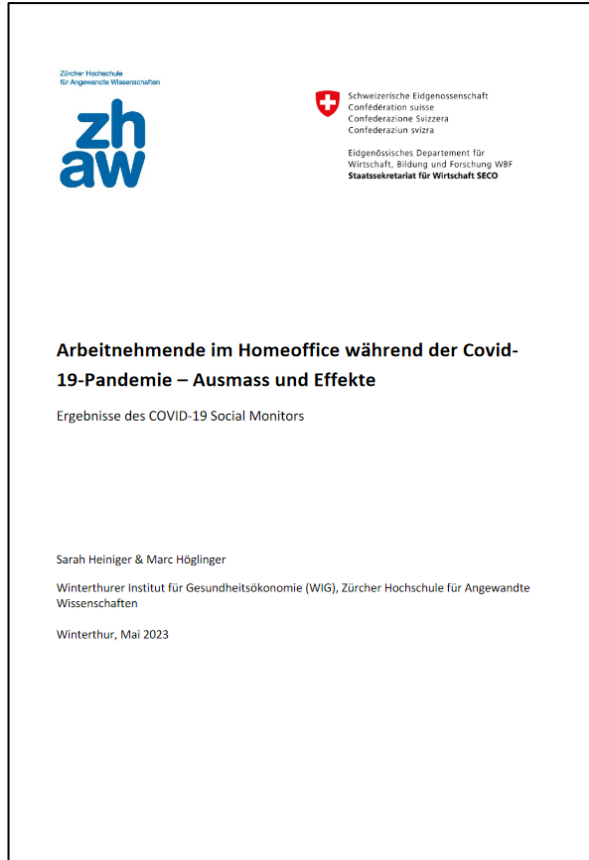 Zürcher Hochschule
für Angewandte Wissenschaften
zh
aw
Schweizerische Eidgenossenschaft
Confédération suisse
Confederazione Svizzera
Confederaziun svizra
Eidgenössisches Departement für
Wirtschaft, Bildung und Forschung WBF
Staatssekretariat für Wirtschaft SECO
Arbeitnehmende im Homeoffice während der Covid-
19-Pandemie – Ausmass und Effekte
Ergebnisse des COVID-19 Social Monitors
Sarah Heiniger & Marc Höglinger
Winterthurer Institut für Gesundheitsökonomie (WIG), Zürcher Hochschule für Angewandte
Wissenschaften
Winterthur, Mai 2023